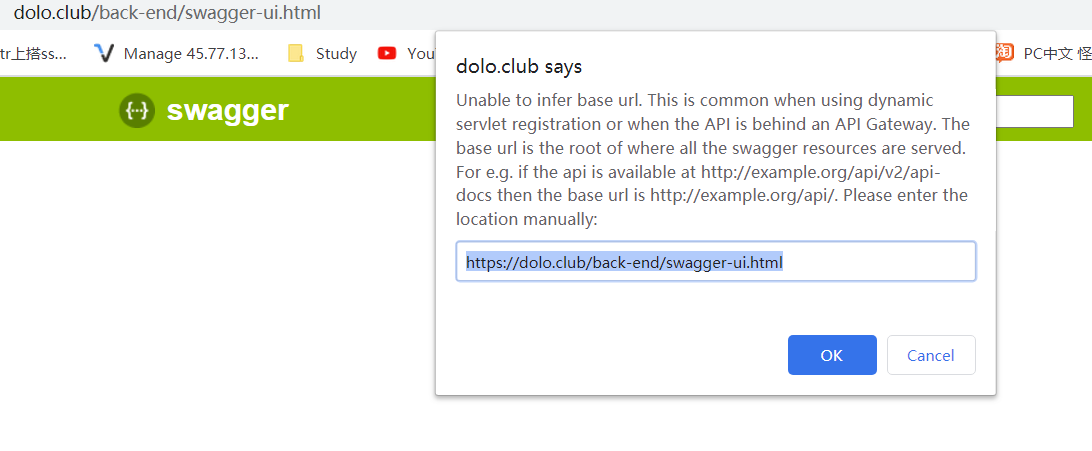 dolo.club/back-end/swagger-ui.html
tr上搭ss...
Manage 45.77.13...
Study
You
PC中文 怪
swagger
dolo.club says
Unable to infer base url. This is common when using dynamic
servlet registration or when the API is behind an API Gateway. The
base url is the root of where all the swagger resources are served.
For e.g. if the api is available at http://example.org/api/v2/api-
docs then the base url is http://example.org/api/. Please enter the
location manually:
https://dolo.club/back-end/swagger-ui.html
OK
Cancel